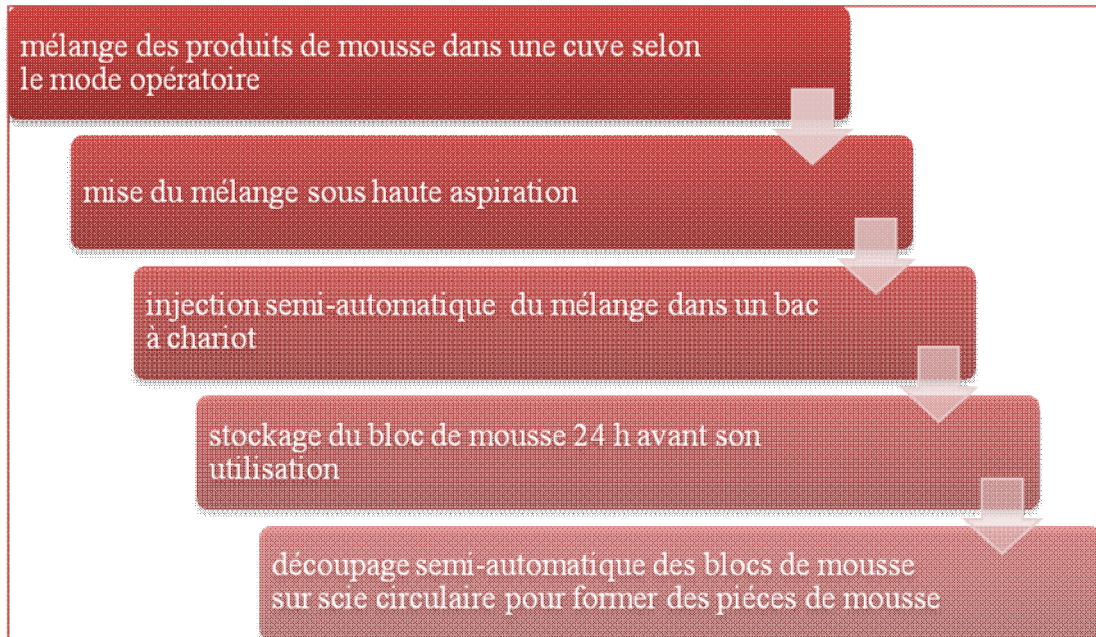 mélange des produits de mousse dans une cuve selon
le mode opératoire
mise du mélange sous haute aspiration
injection semi-automatique du mélange dans un bac
à chariot
stockage du bloc de mousse 24 h avant son
utilisation
découpage semi-automatique des blocs de mousse
sur scie circulaire pour former des piéces de mousse